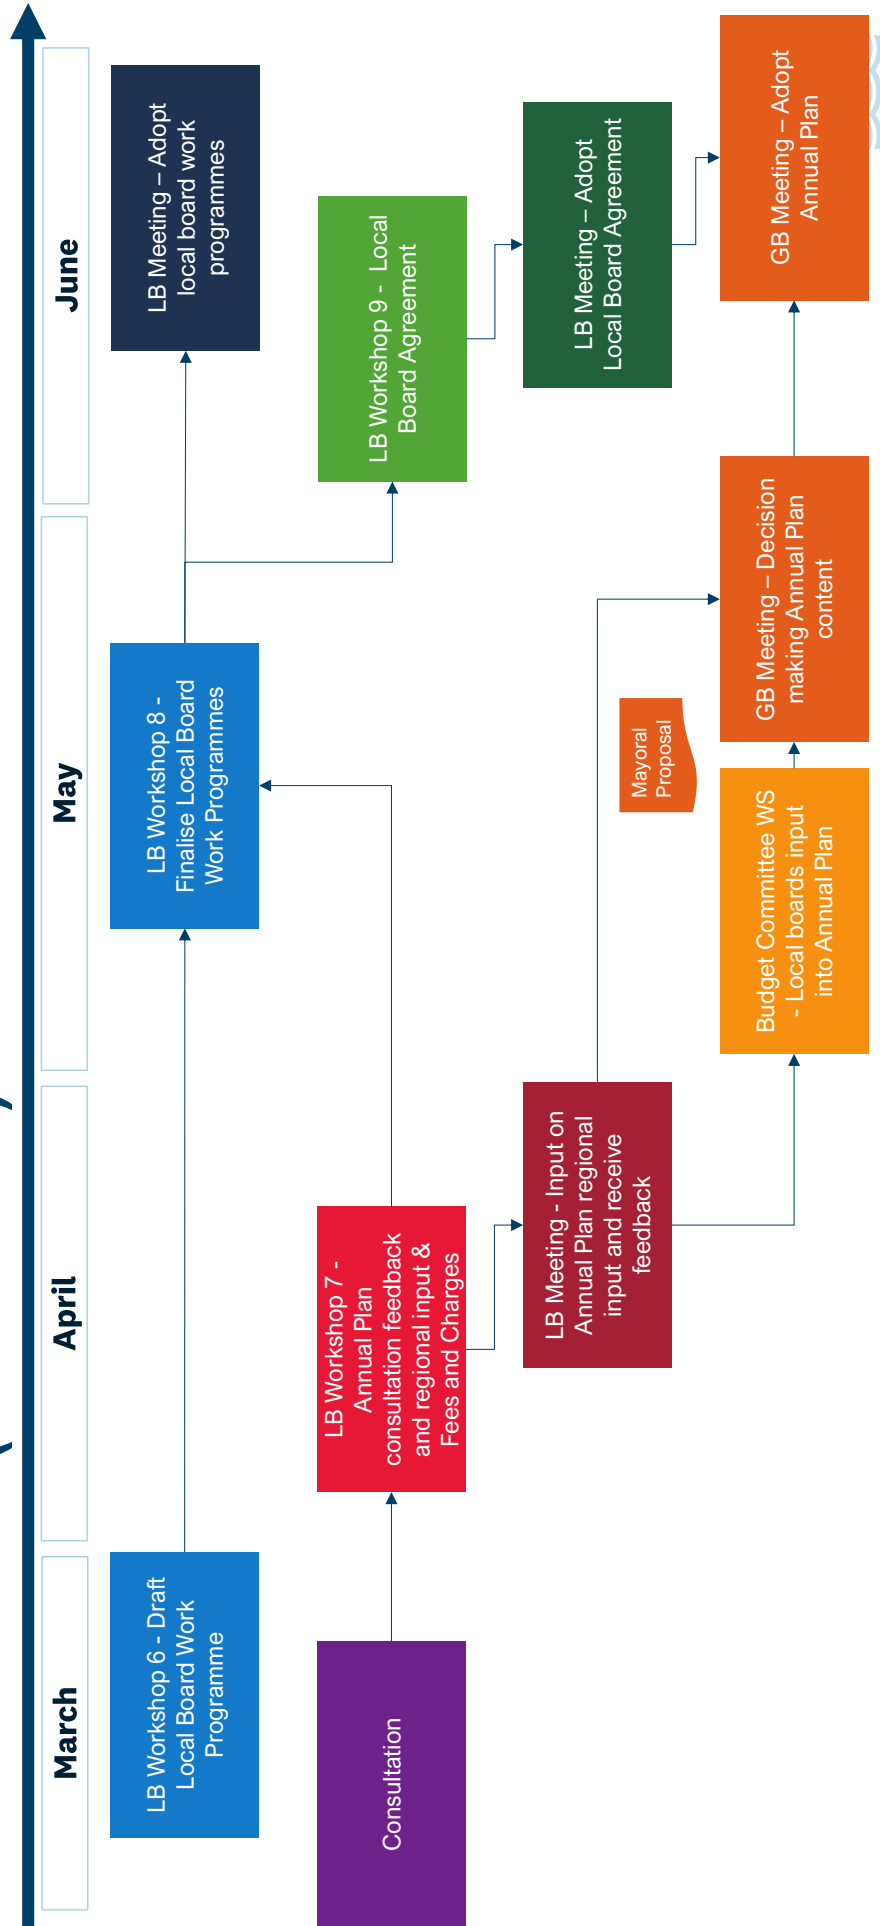 March
April
May
June
LB Workshop 6 - Draft
Local Board Work
Programme
LB Workshop 8 -
Finalise Local Board
Work Programmes
LB Meeting – Adopt
local board work
programmes
Consultation
LB Workshop 7 -
Annual Plan
consultation feedback
and regional input &
Fees and Charges
LB Workshop 9 - Local
Board Agreement
LB Meeting - Input on
Annual Plan regional
input and receive
feedback
LB Meeting – Adopt
Local Board Agreement
Mayoral
Proposal
Budget Committee WS
- Local boards input
into Annual Plan
GB Meeting – Decision
making Annual Plan
content
GB Meeting – Adopt
Annual Plan